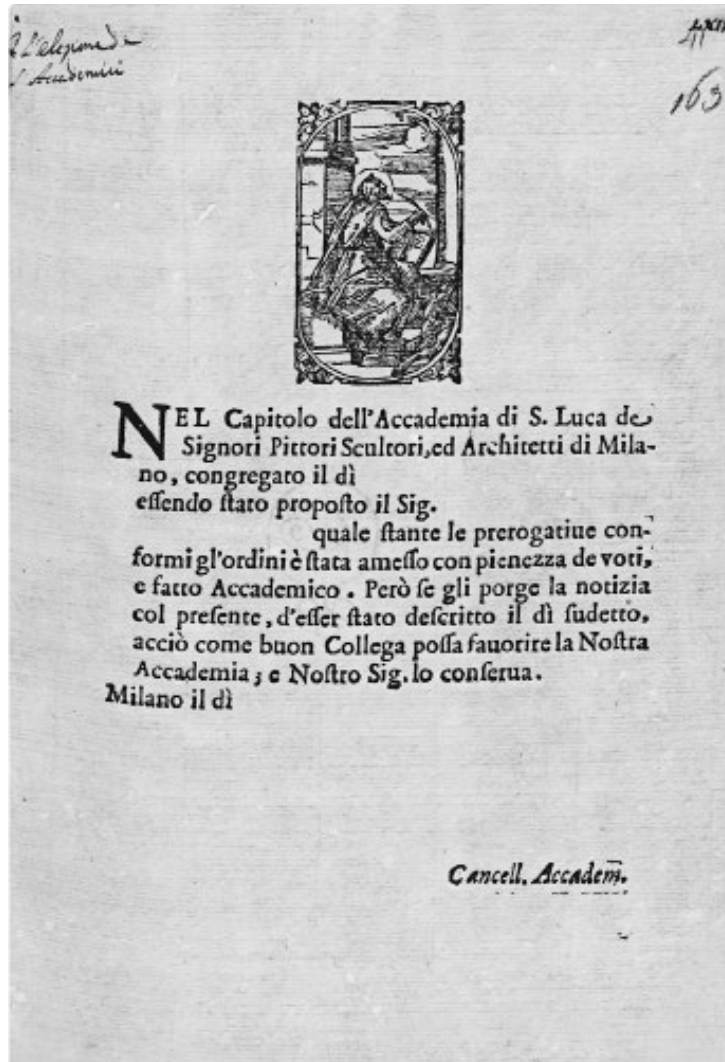 L'elezione de
Accademici
163
NEL Capitolo dell'Accademia di S. Luca de
Signori Pittori Scultori, ed Architetti di Mila-
no, congregato il dì
essendo ſtato propoſto il Sig.
quale ſtante le prerogatiue con-
formi gl'ordini è ſtata ameſſo con pienezza de voti,
e fatto Accademico. Però ſe gli porge la notizia
col preſente, d'eſſer ſtato deſcritto il dì ſudetto,
acciò come buon Collega poſſa fauorire la Noſtra
Accademia; e Noſtro Sig. lo conſerua.
Milano il dì
Cancell. Accadem̄.